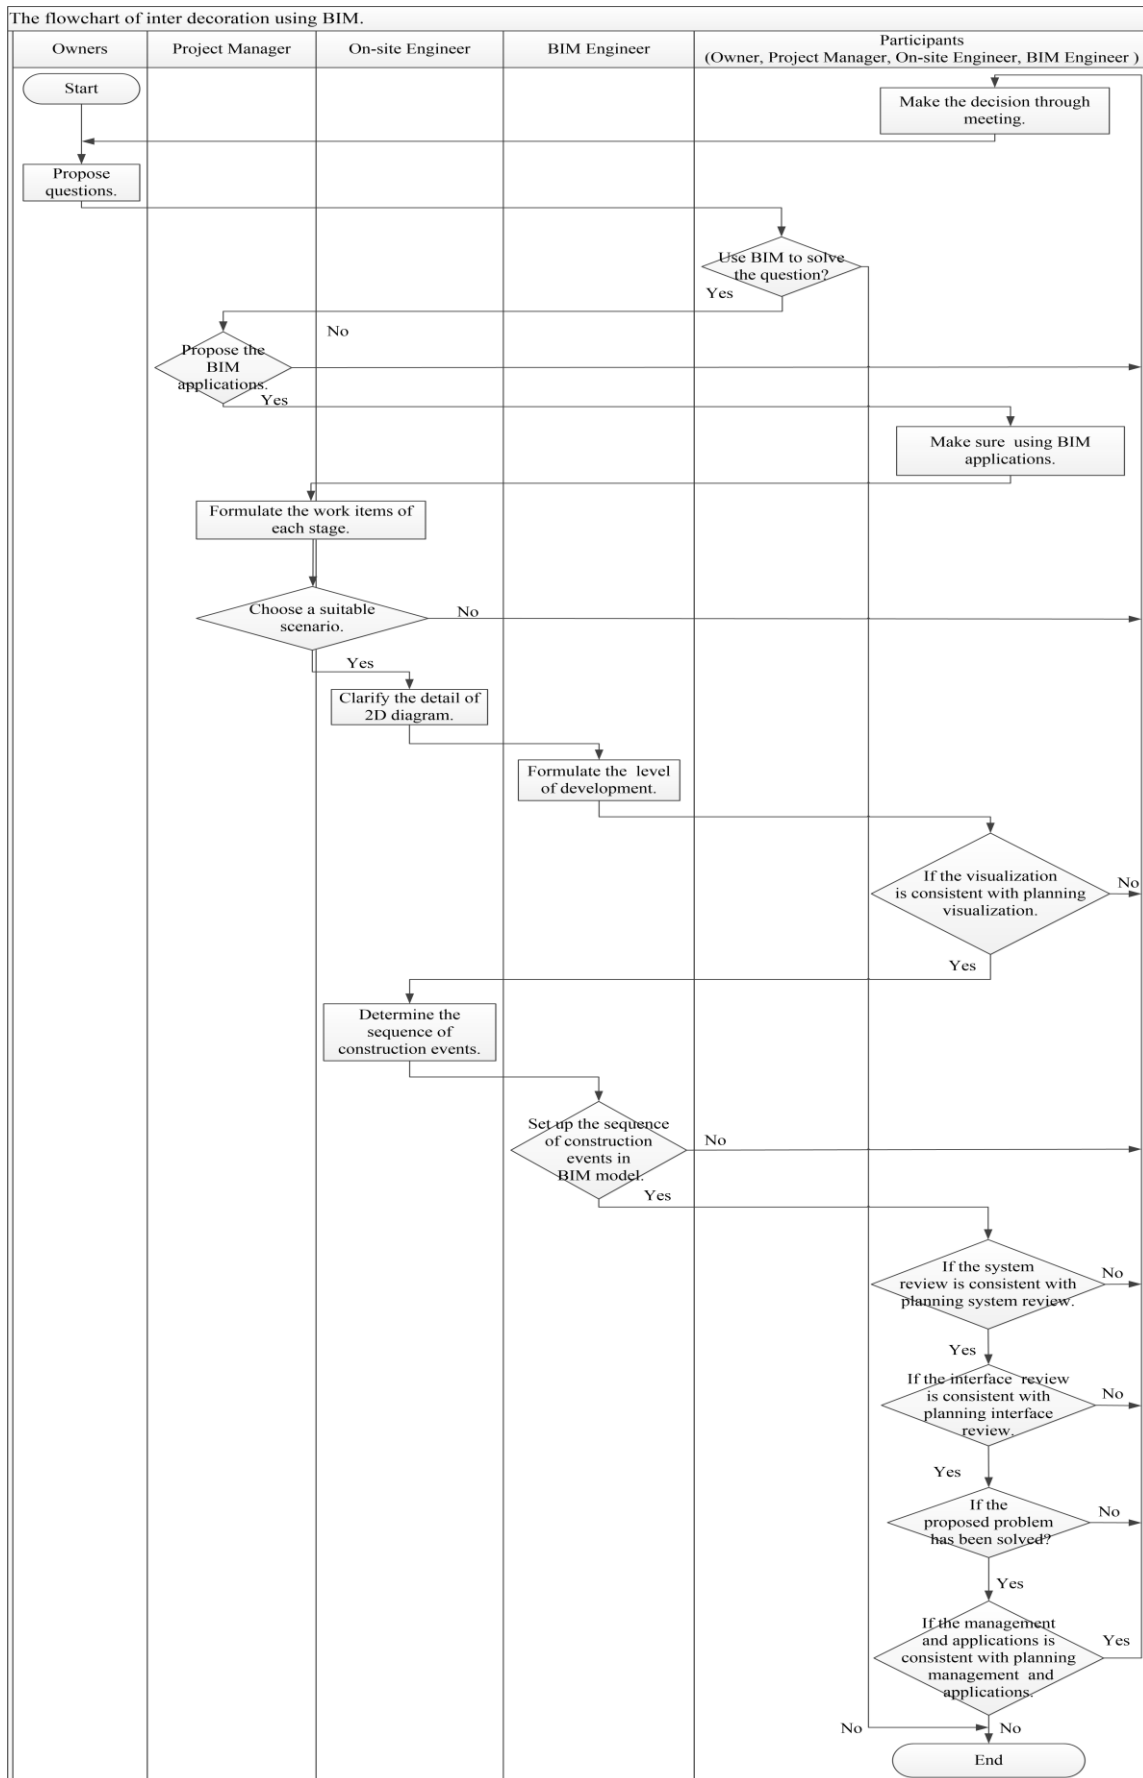 The flowchart of inter decoration using BIM.
Owners
Project Manager
On-site Engineer
BIM Engineer
Participants
(Owner, Project Manager, On-site Engineer, BIM Engineer )
Start
Make the decision through
meeting.
Propose
questions.
Use BIM to solve
the question?
Yes
No
Propose the
BIM
applications.
Yes
Make sure  using BIM
applications.
Formulate the work items of
each stage.
Choose a suitable
scenario.
No
Yes
Clarify the detail of
2D diagram.
Formulate the  level
of development.
If the visualization
is consistent with planning
visualization.
No
Yes
Determine the
sequence of
construction events.
Set up the sequence
of construction
events in
BIM model.
No
Yes
If the system
review is consistent with
planning system review.
No
Yes
If the interface  review
is consistent with
planning interface
review.
No
Yes
If the
proposed problem
has been solved?
No
Yes
If the management
and applications is
consistent with planning
management  and
applications.
Yes
No
No
End